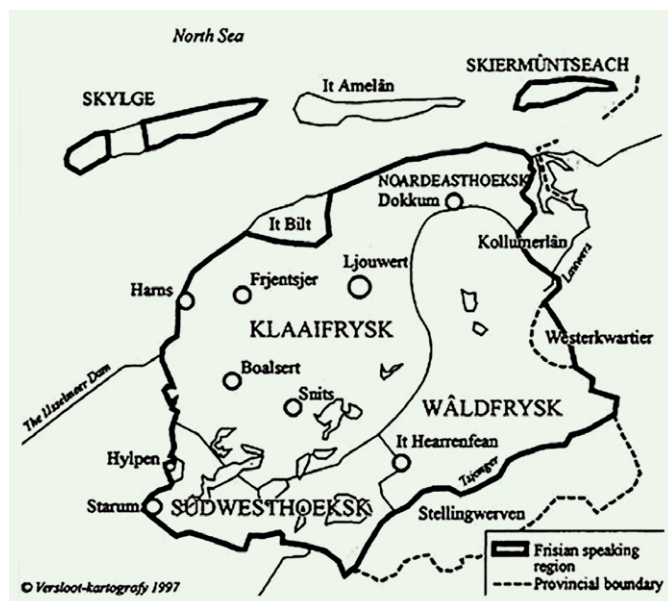 North Sea
SKIERMÛNTSEACH
It Amelân
SKYLGE
NOARDEASTHOEKSK
Dokkum
It Bilt
Kollumerlân
Lauwers
Ljouwert
Frjentsjer
Harns
KLAAIFRYSK
Westerkwartier
Boalsert
Snits
WÂLDFRYSK
The IJsselmeer Dam
It Hearrenfean
Hylpen
Tsjonger
Starum
SÚDWESTHOEKSK
Stellingwerven
Frisian speaking
region
Provincial boundary
© Versloot-kartografy 1997